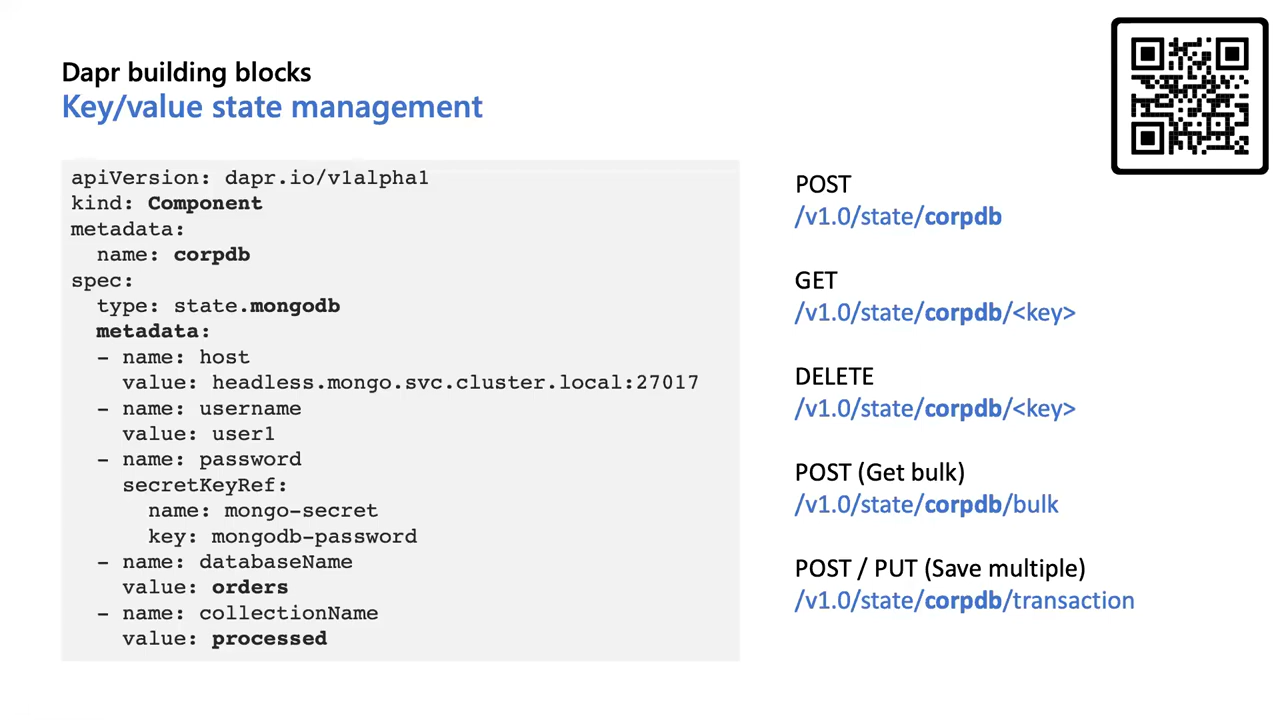 Dapr building blocks
Key/value state management
apiVersion: dapr.io/v1alpha1
kind: Component
metadata:
  name: corpdb
spec:
  type: state.mongodb
  metadata:
  - name: host
    value: headless.mongo.svc.cluster.local:27017
  - name: username
    value: user1
  - name: password
    secretKeyRef:
      name: mongo-secret
      key: mongodb-password
  - name: databaseName
    value: orders
  - name: collectionName
    value: processed
POST
/v1.0/state/corpdb
GET
/v1.0/state/corpdb/<key>
DELETE
/v1.0/state/corpdb/<key>
POST (Get bulk)
/v1.0/state/corpdb/bulk
POST / PUT (Save multiple)
/v1.0/state/corpdb/transaction